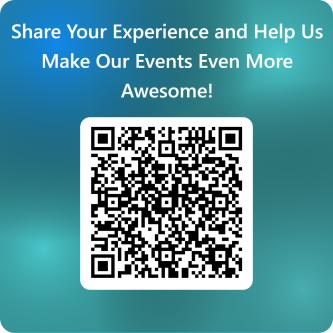 Share Your Experience and Help Us
Make Our Events Even More
Awesome!